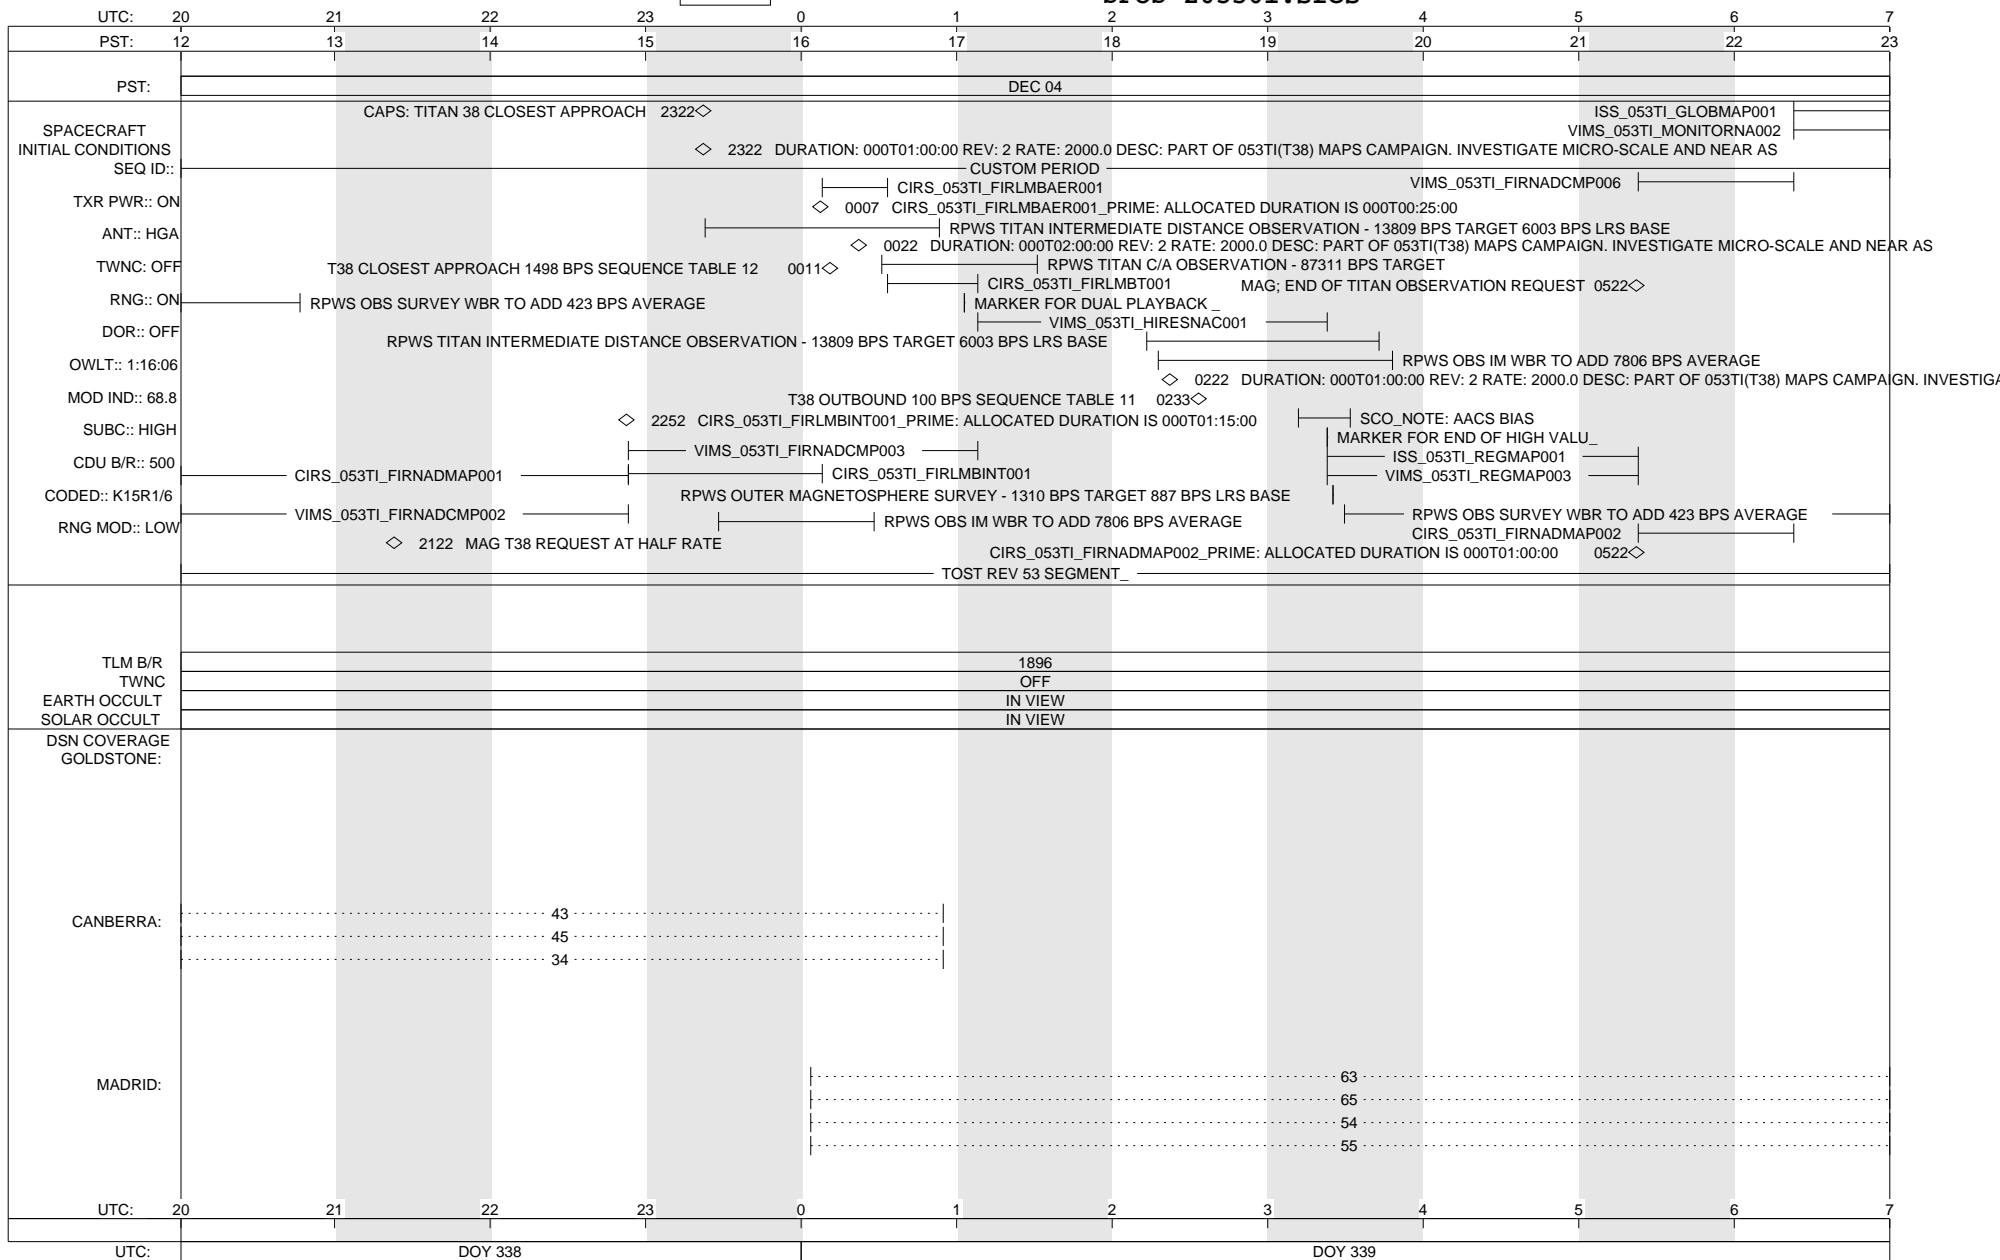 UTC: 20 21 22 23 0 1 2 3 4 5 6 7
PST: 12 13 14 15 16 17 18 19 20 21 22 23
PST: DEC 04
CAPS: TITAN 38 CLOSEST APPROACH 2322
ISS_053TI_GLOBMAP001
SPACECRAFT
INITIAL CONDITIONS
VIMS_053TI_MONITORNA002
2322 DURATION: 000T01:00:00 REV: 2 RATE: 2000.0 DESC: PART OF 053TI(T38) MAPS CAMPAIGN. INVESTIGATE MICRO-SCALE AND NEAR AS
SEQ ID::
CUSTOM PERIOD
CIRS_053TI_FIRLMBAER001
VIMS_053TI_FIRNADCMP006
TXR PWR:: ON
0007 CIRS_053TI_FIRLMBAER001_PRIME: ALLOCATED DURATION IS 000T00:25:00
ANT:: HGA
RPWS TITAN INTERMEDIATE DISTANCE OBSERVATION - 13809 BPS TARGET 6003 BPS LRS BASE
0022 DURATION: 000T02:00:00 REV: 2 RATE: 2000.0 DESC: PART OF 053TI(T38) MAPS CAMPAIGN. INVESTIGATE MICRO-SCALE AND NEAR AS
TWNC: OFF
T38 CLOSEST APPROACH 1498 BPS SEQUENCE TABLE 12 0011
RPWS TITAN C/A OBSERVATION - 87311 BPS TARGET
CIRS_053TI_FIRLMBT001
MAG; END OF TITAN OBSERVATION REQUEST 0522
RNG:: ON
RPWS OBS SURVEY WBR TO ADD 423 BPS AVERAGE
MARKER FOR DUAL PLAYBACK _
VIMS_053TI_HIRESNAC001
DOR:: OFF
RPWS TITAN INTERMEDIATE DISTANCE OBSERVATION - 13809 BPS TARGET 6003 BPS LRS BASE
OWLT:: 1:16:06
RPWS OBS IM WBR TO ADD 7806 BPS AVERAGE
0222 DURATION: 000T01:00:00 REV: 2 RATE: 2000.0 DESC: PART OF 053TI(T38) MAPS CAMPAIGN. INVESTIGA
MOD IND:: 68.8
T38 OUTBOUND 100 BPS SEQUENCE TABLE 11 0233
2252 CIRS_053TI_FIRLMBINT001_PRIME: ALLOCATED DURATION IS 000T01:15:00
SCO_NOTE: AACS BIAS
SUBC:: HIGH
MARKER FOR END OF HIGH VALU_
VIMS_053TI_FIRNADCMP003
ISS_053TI_REGMAP001
CDU B/R:: 500
CIRS_053TI_FIRNADMAP001
CIRS_053TI_FIRLMBINT001
VIMS_053TI_REGMAP003
CODED:: K15R1/6
RPWS OUTER MAGNETOSPHERE SURVEY - 1310 BPS TARGET 887 BPS LRS BASE
VIMS_053TI_FIRNADCMP002
RPWS OBS IM WBR TO ADD 7806 BPS AVERAGE
RPWS OBS SURVEY WBR TO ADD 423 BPS AVERAGE
RNG MOD:: LOW
CIRS_053TI_FIRNADMAP002
2122 MAG T38 REQUEST AT HALF RATE
CIRS_053TI_FIRNADMAP002_PRIME: ALLOCATED DURATION IS 000T01:00:00 0522
TOST REV 53 SEGMENT_
TLM B/R 1896
TWNC OFF
EARTH OCCULT IN VIEW
SOLAR OCCULT IN VIEW
DSN COVERAGE
GOLDSTONE:
CANBERRA:
43
45
34
MADRID:
63
65
54
55
UTC: 20 21 22 23 0 1 2 3 4 5 6 7
UTC: DOY 338 DOY 339